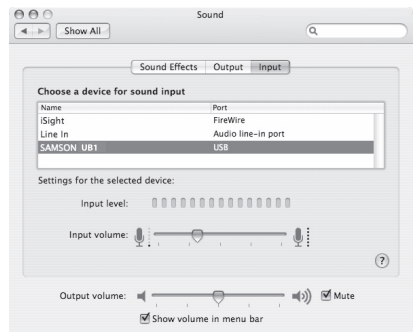 Sound
Show All
Sound Effects Output Input
Choose a device for sound input
Name Port
iSight FireWire
Line In Audio line-in port
SAMSON UB1 USB
Settings for the selected device:
Input level:
Input volume:
?
Output volume: Mute
Show volume in menu bar